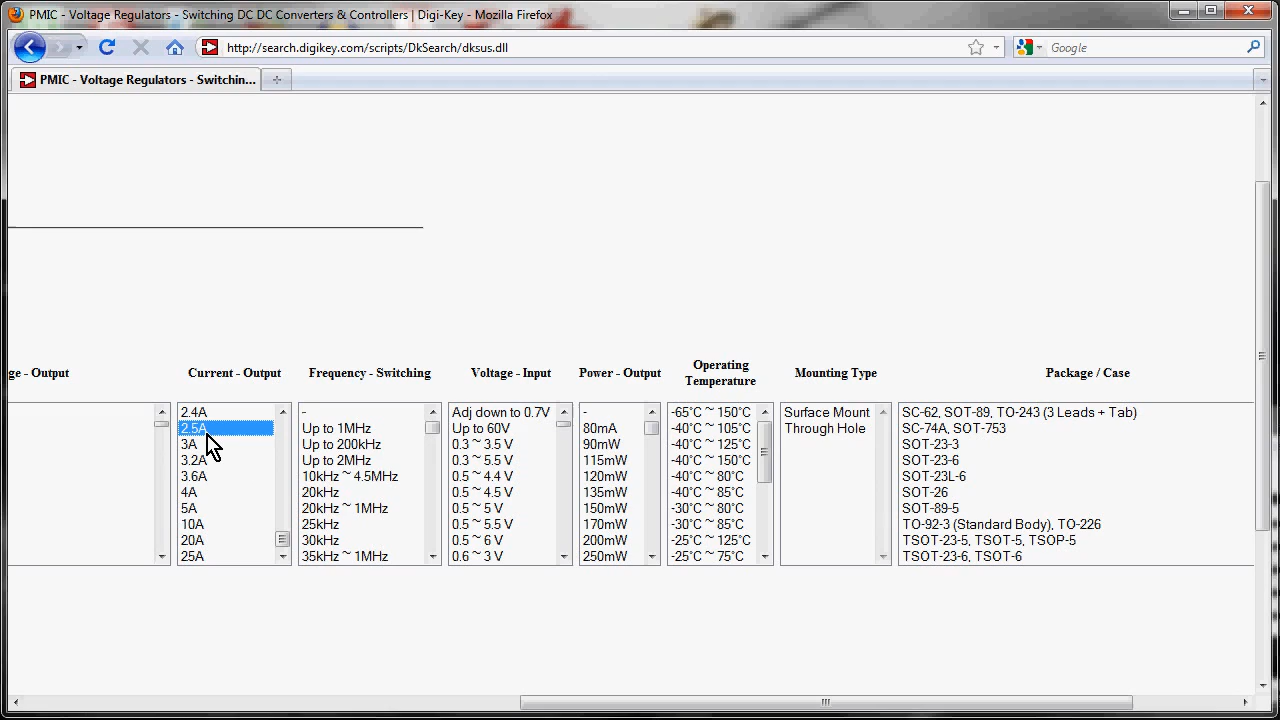 PMIC - Voltage Regulators - Switching DC DC Converters & Controllers | Digi-Key - Mozilla Firefox
http://search.digikey.com/scripts/DkSearch/dksus.dll
Google
PMIC - Voltage Regulators - Switchin...
ge - Output
Current - Output
2.4A
2.5A
3A
3.2A
3.6A
4A
5A
10A
20A
25A
Frequency - Switching
-
Up to 1MHz
Up to 200kHz
Up to 2MHz
10kHz ~ 4.5MHz
20kHz
20kHz ~ 1MHz
25kHz
30kHz
35kHz ~ 1MHz
Voltage - Input
Adj down to 0.7V
Up to 60V
0.3 ~ 3.5 V
0.3 ~ 5.5 V
0.5 ~ 4.4 V
0.5 ~ 4.5 V
0.5 ~ 5 V
0.5 ~ 5.5 V
0.5 ~ 6 V
0.6 ~ 3 V
Power - Output
-
80mA
90mW
115mW
120mW
135mW
150mW
170mW
200mW
250mW
Operating
Temperature
-65°C ~ 150°C
-40°C ~ 105°C
-40°C ~ 125°C
-40°C ~ 150°C
-40°C ~ 80°C
-40°C ~ 85°C
-30°C ~ 80°C
-30°C ~ 85°C
-25°C ~ 125°C
-25°C ~ 75°C
Mounting Type
Surface Mount
Through Hole
Package / Case
SC-62, SOT-89, TO-243 (3 Leads + Tab)
SC-74A, SOT-753
SOT-23-3
SOT-23-6
SOT-23L-6
SOT-26
SOT-89-5
TO-92-3 (Standard Body), TO-226
TSOT-23-5, TSOT-5, TSOP-5
TSOT-23-6, TSOT-6